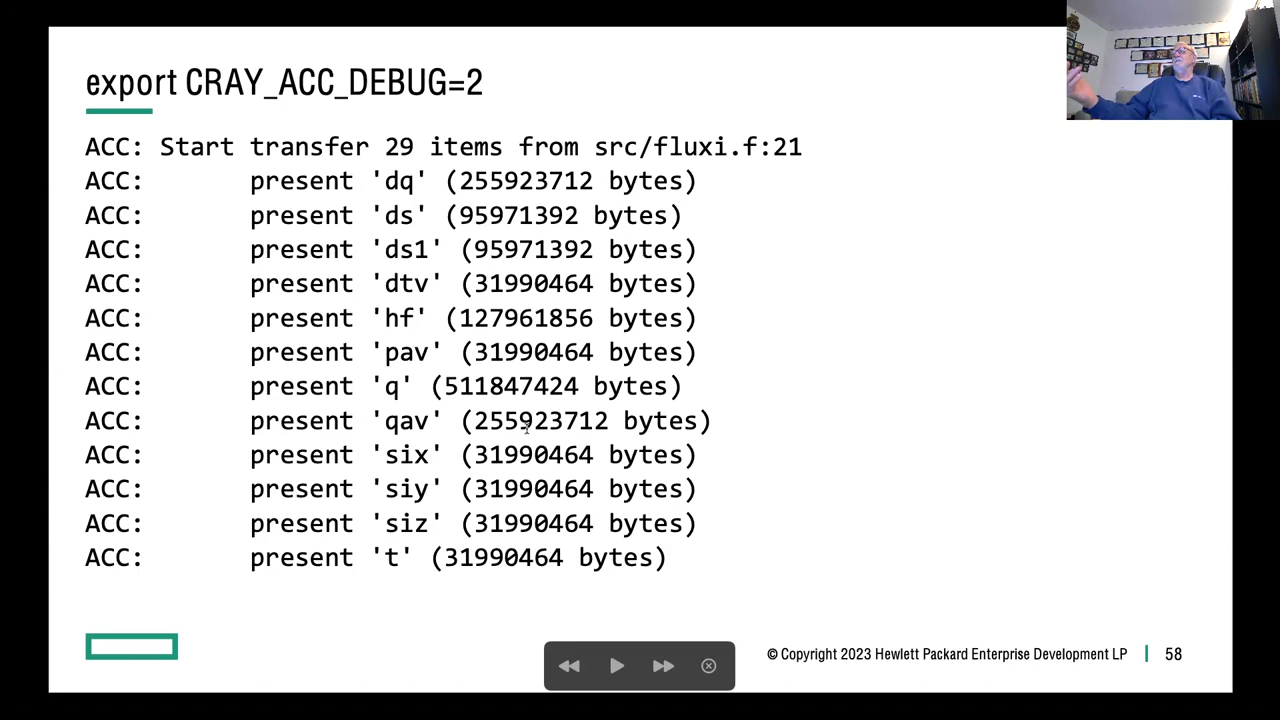 export CRAY_ACC_DEBUG=2
ACC: Start transfer 29 items from src/fluxi.f:21
ACC:       present 'dq' (255923712 bytes)
ACC:       present 'ds' (95971392 bytes)
ACC:       present 'ds1' (95971392 bytes)
ACC:       present 'dtv' (31990464 bytes)
ACC:       present 'hf' (127961856 bytes)
ACC:       present 'pav' (31990464 bytes)
ACC:       present 'q' (511847424 bytes)
ACC:       present 'qav' (255923712 bytes)
ACC:       present 'six' (31990464 bytes)
ACC:       present 'siy' (31990464 bytes)
ACC:       present 'siz' (31990464 bytes)
ACC:       present 't' (31990464 bytes)
© Copyright 2023 Hewlett Packard Enterprise Development LP | 58